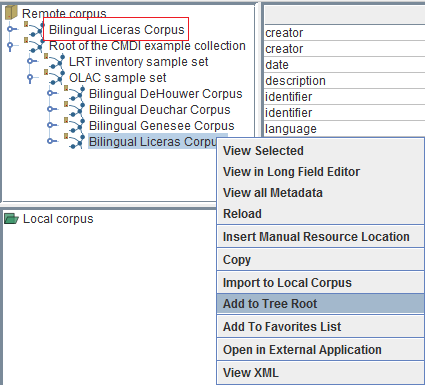 Remote corpus
Bilingual Liceras Corpus
Root of the CMDI example collection
LRT inventory sample set
OLAC sample set
Bilingual DeHouwer Corpus
Bilingual Deuchar Corpus
Bilingual Genesee Corpus
Bilingual Liceras Corpu
creator
creator
date
description
identifier
identifier
language
View Selected
View in Long Field Editor
View all Metadata
Reload
Insert Manual Resource Location
Copy
Import to Local Corpus
Add to Tree Root
Add To Favorites List
Open in External Application
View XML
Local corpus